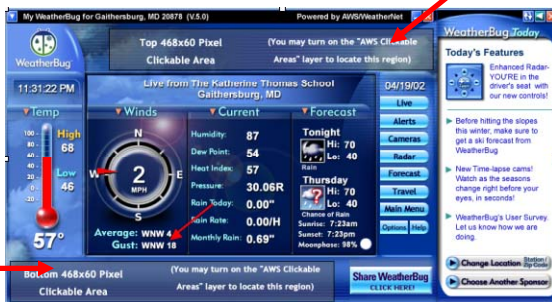 My WeatherBug for Gaithersburg, MD 20878 (V.5.0) Powered by AWS/WeatherNet
WeatherBug
Top 468x60 Pixel
Clickable Area
(You may turn on the "AWS Clickable
Areas" layer to locate this region)
11:31:22 PM
Live from The Katherine Thomas School
Gaithersburg, MD
04/19/02
Temp
100
80
60
40
20
0
-20
High
68
Low
46
57°
Winds
N
W
E
S
2
MPH
Average: WNW 4
Gust: WNW 18
Current
Humidity: 87
Dew Point: 54
Heat Index: 57
Pressure: 30.06R
Rain Today: 0.00"
Rain Rate: 0.00/H
Monthly Rain: 0.69"
Forecast
Tonight
Hi: 70
Lo: 40
Rain
Thursday
Hi: 70
Lo: 40
Chance of Rain
Sunrise: 7:23am
Sunset: 7:23pm
Moonphase: 98%
Live
Alerts
Cameras
Radar
Forecast
Travel
Main Menu
Options Help
Bottom 468x60 Pixel
Clickable Area
(You may turn on the "AWS Clickable
Areas" layer to locate this region)
Share WeatherBug
CLICK HERE!
WeatherBug Today
Today's Features
Enhanced Radar-
YOU'RE in the
driver's seat with
our new controls!
Before hitting the slopes
this winter, make sure to
get a ski forecast from
WeatherBug
New Time-lapse cams!
Watch as the seasons
change right before your
eyes, in seconds!
WeatherBug's User Survey.
Let us know how we are
doing.
Change Location Station/
Zip Code
Choose Another Sponsor